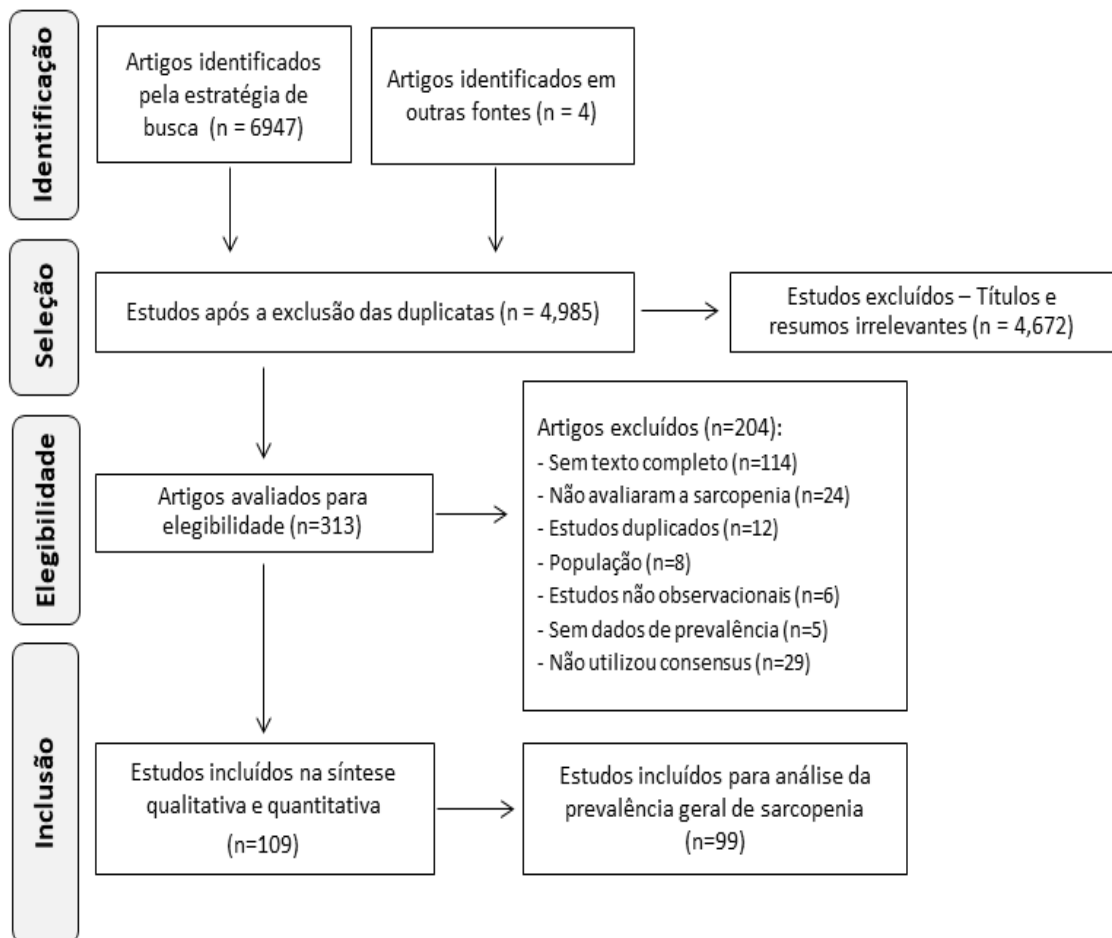 Identificação
Artigos identificados
pela estratégia de
busca (n = 6947)
Artigos identificados em
outras fontes (n = 4)
Seleção
Estudos após a exclusão das duplicatas (n = 4,985)
Estudos excluídos – Títulos e
resumos irrelevantes (n = 4,672)
Elegibilidade
Artigos avaliados para
elegibilidade (n=313)
Artigos excluídos (n=204):
- Sem texto completo (n=114)
- Não avaliaram a sarcopenia (n=24)
- Estudos duplicados (n=12)
- População (n=8)
- Estudos não observacionais (n=6)
- Sem dados de prevalência (n=5)
- Não utilizou consensus (n=29)
Inclusão
Estudos incluídos na síntese
qualitativa e quantitativa
(n=109)
Estudos incluídos para análise da
prevalência geral de sarcopenia
(n=99)